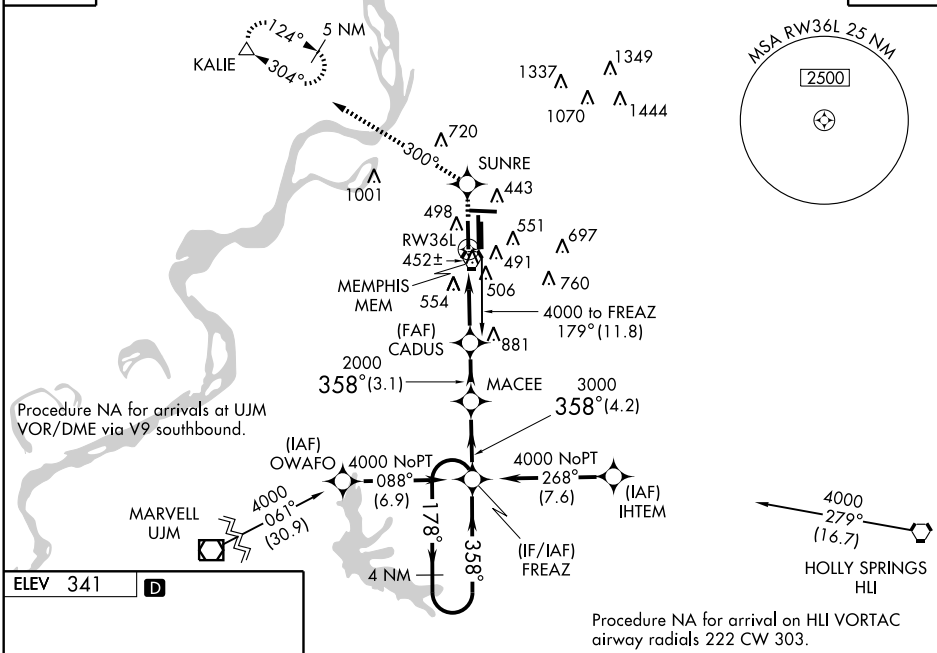 124°
5 NM
KALIE
304°
MSA RW36L 25 NM
2500
1337
1349
1070
1444
720
300°
SUNRE
1001
443
498
551
RW36L
697
452±
491
MEMPHIS
MEM
506
760
554
4000 to FREAZ
179° (11.8)
(FAF)
CADUS
881
2000
358° (3.1)
MACEE
3000
358° (4.2)
Procedure NA for arrivals at UJM
VOR/DME via V9 southbound.
(IAF)
OWAFO
4000 NoPT
088°
(6.9)
4000 NoPT
268°
(7.6)
(IAF)
IHTEM
4000
061°
(30.9)
MARVELL
UJM
178°
358°
(IF/IAF)
FREAZ
4 NM
4000
279°
(16.7)
HOLLY SPRINGS
HLI
ELEV 341
D
Procedure NA for arrival on HLI VORTAC
airway radials 222 CW 303.